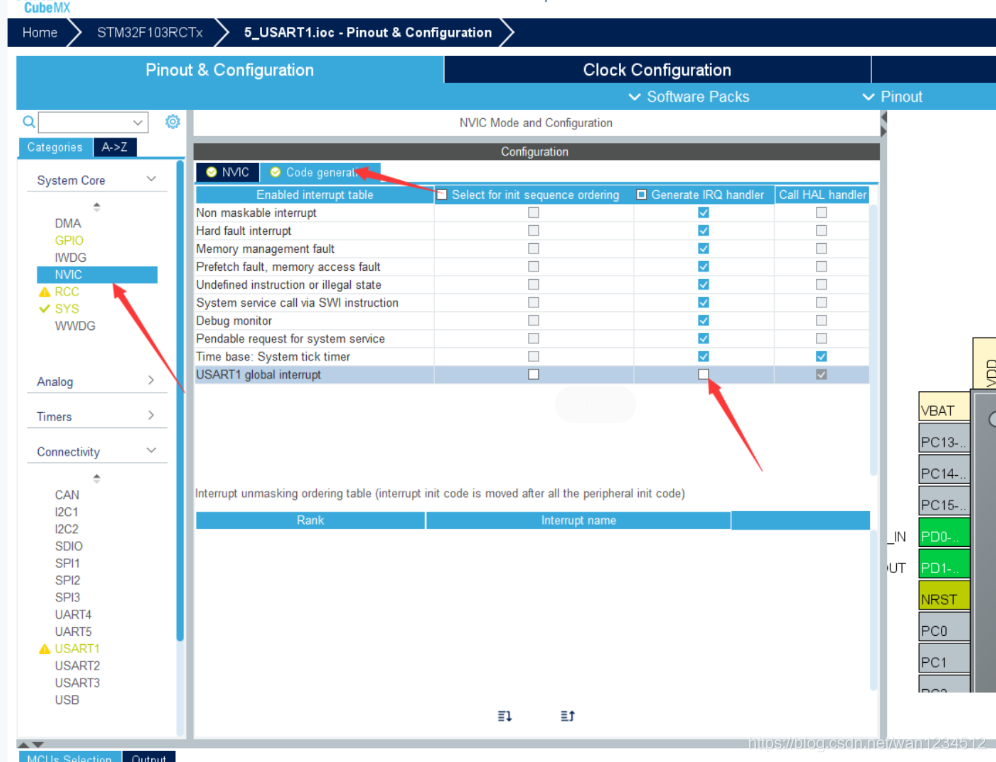 CubeMX
Home STM32F103RCTx 5_USART1.ioc - Pinout & Configuration
Pinout & Configuration Clock Configuration
Software Packs Pinout
NVIC Mode and Configuration
Categories A->Z
Configuration
System Core
DMA
GPIO
IWDG
NVIC
RCC
SYS
WWDG
Analog
Timers
Connectivity
CAN
I2C1
I2C2
SDIO
SPI1
SPI2
SPI3
UART4
UART5
USART1
USART2
USART3
USB
NVIC Code generat
Enabled interrupt table Select for init sequence ordering Generate IRQ handler Call HAL handler
Non maskable interrupt
Hard fault interrupt
Memory management fault
Prefetch fault, memory access fault
Undefined instruction or illegal state
System service call via SWI instruction
Debug monitor
Pendable request for system service
Time base: System tick timer
USART1 global interrupt
Interrupt unmasking ordering table (interrupt init code is moved after all the peripheral init code)
Rank Interrupt name
VDD
VBAT
PC13-..
PC14-..
PC15-..
_IN PD0-..
OUT PD1-..
NRST
PC0
PC1
MCUs Selection Output
https://blog.csdn.net/wan1234512